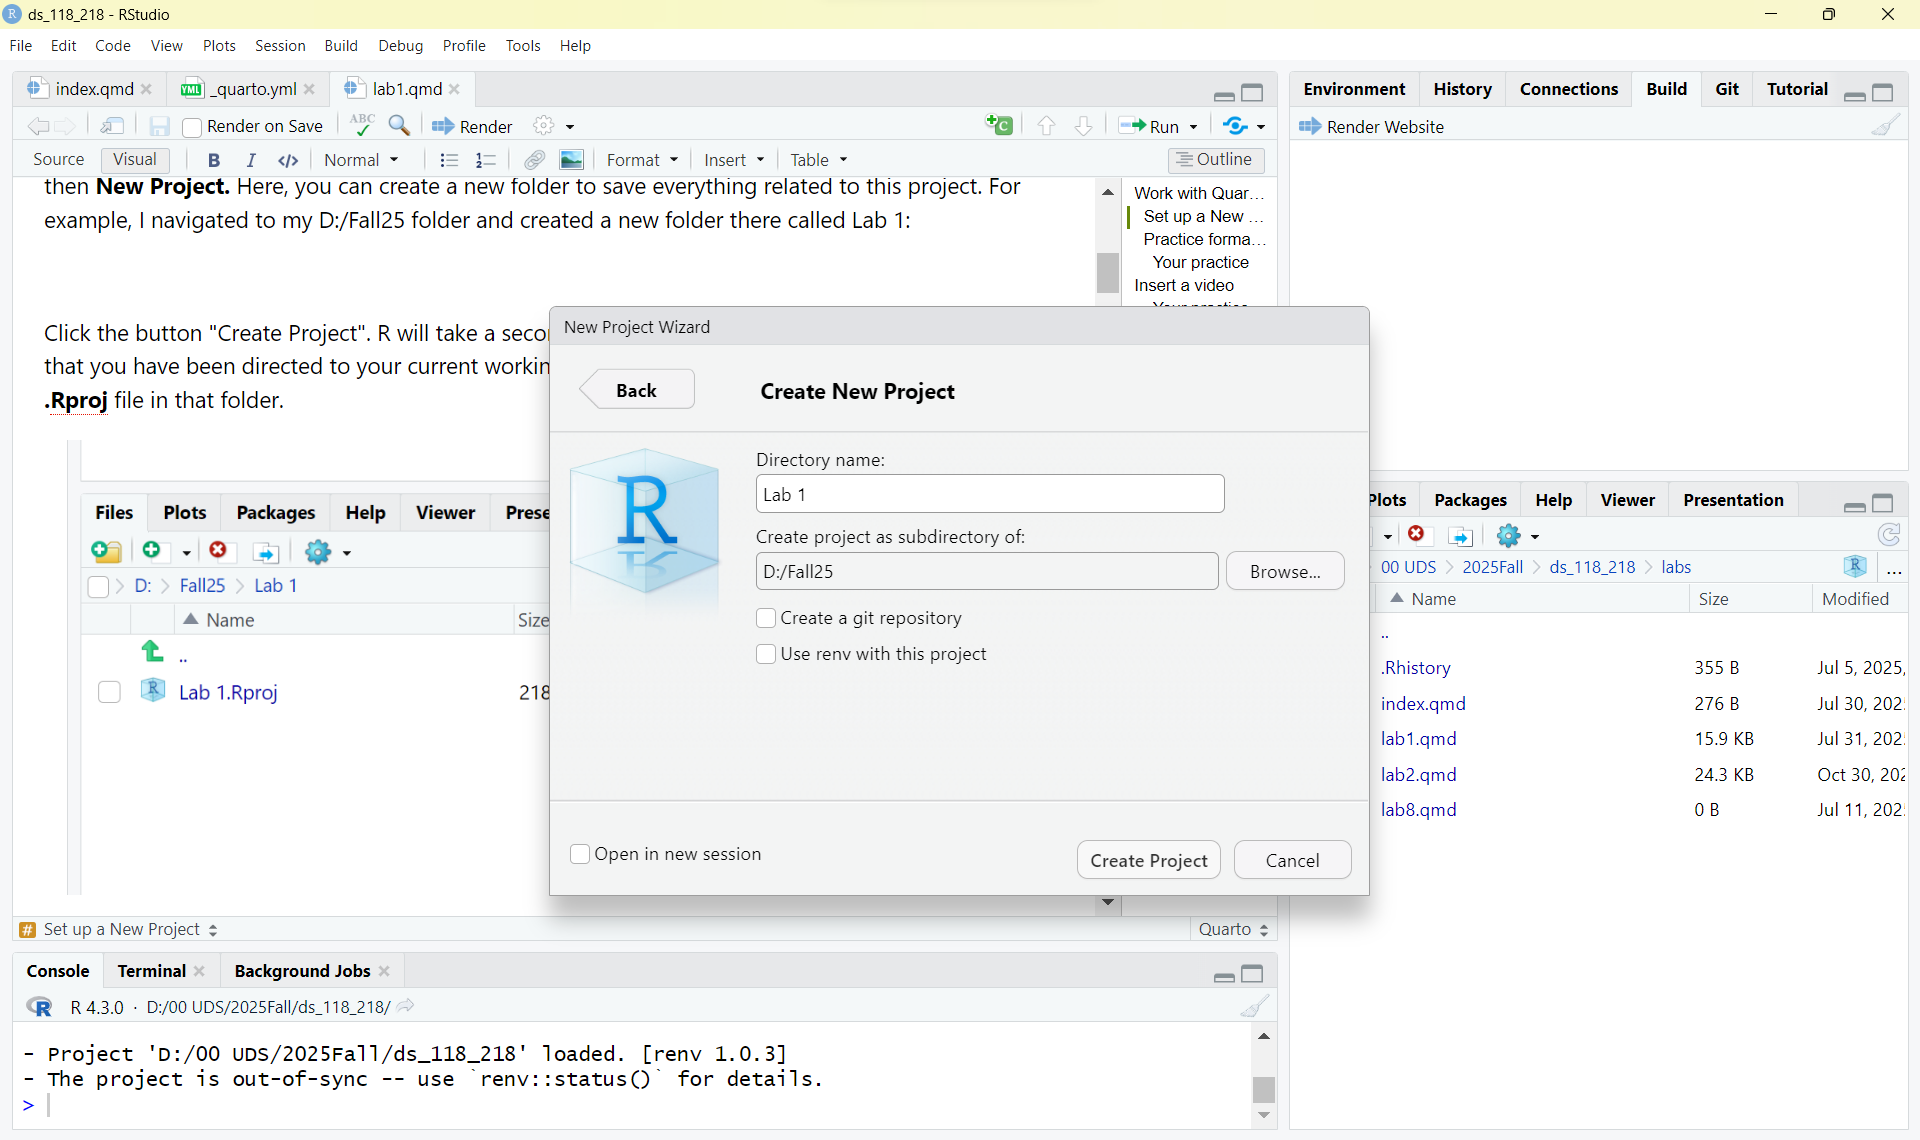 ds_118_218 - RStudio
File Edit Code View Plots Session Build Debug Profile Tools Help
index.qmd _quarto.yml lab1.qmd
Render on Save ABC Render Run
Source Visual B I </> Normal Format Insert Table Outline
then New Project. Here, you can create a new folder to save everything related to this project. For
example, I navigated to my D:/Fall25 folder and created a new folder there called Lab 1:
Click the button "Create Project". R will take a seco
that you have been directed to your current workin
.Rproj file in that folder.
Files Plots Packages Help Viewer Prese
D: Fall25 Lab 1
Name Size
..
Lab 1.Rproj 218
Work with Quar...
Set up a New ...
Practice forma...
Your practice
Insert a video
New Project Wizard
Back
Create New Project
R
Directory name:
Lab 1
Create project as subdirectory of:
D:/Fall25 Browse...
Create a git repository
Use renv with this project
Open in new session
Create Project Cancel
# Set up a New Project Quarto
Console Terminal Background Jobs
R R 4.3.0 · D:/00 UDS/2025Fall/ds_118_218/
- Project 'D:/00 UDS/2025Fall/ds_118_218' loaded. [renv 1.0.3]
- The project is out-of-sync -- use `renv::status()` for details.
>
Environment History Connections Build Git Tutorial
Render Website
Plots Packages Help Viewer Presentation
00 UDS 2025Fall ds_118_218 labs ...
Name Size Modified
..
.Rhistory 355 B Jul 5, 2025,
index.qmd 276 B Jul 30, 202
lab1.qmd 15.9 KB Jul 31, 202
lab2.qmd 24.3 KB Oct 30, 202
lab8.qmd 0 B Jul 11, 202